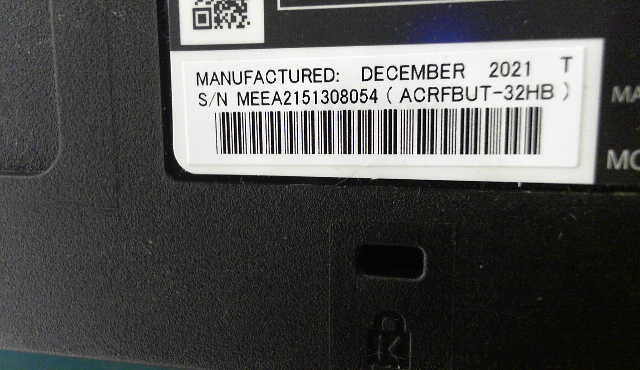 MANUFACTURED: DECEMBER 2021 T
S/N MEEA2151308054 ( ACRFBUT-32HB )